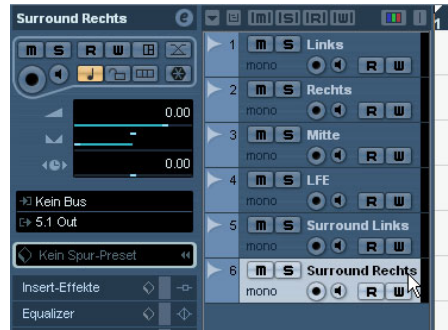 Surround Rechts e
m S R W
0.00
0.00
Kein Bus
5.1 Out
Kein Spur-Preset
Insert-Effekte
Equalizer
m S R W
1 m S Links
mono R W
2 m S Rechts
mono R W
3 m S Mitte
mono R W
4 m S LFE
mono R W
5 m S Surround Links
mono R W
6 m S Surround Rechts
mono R W
1